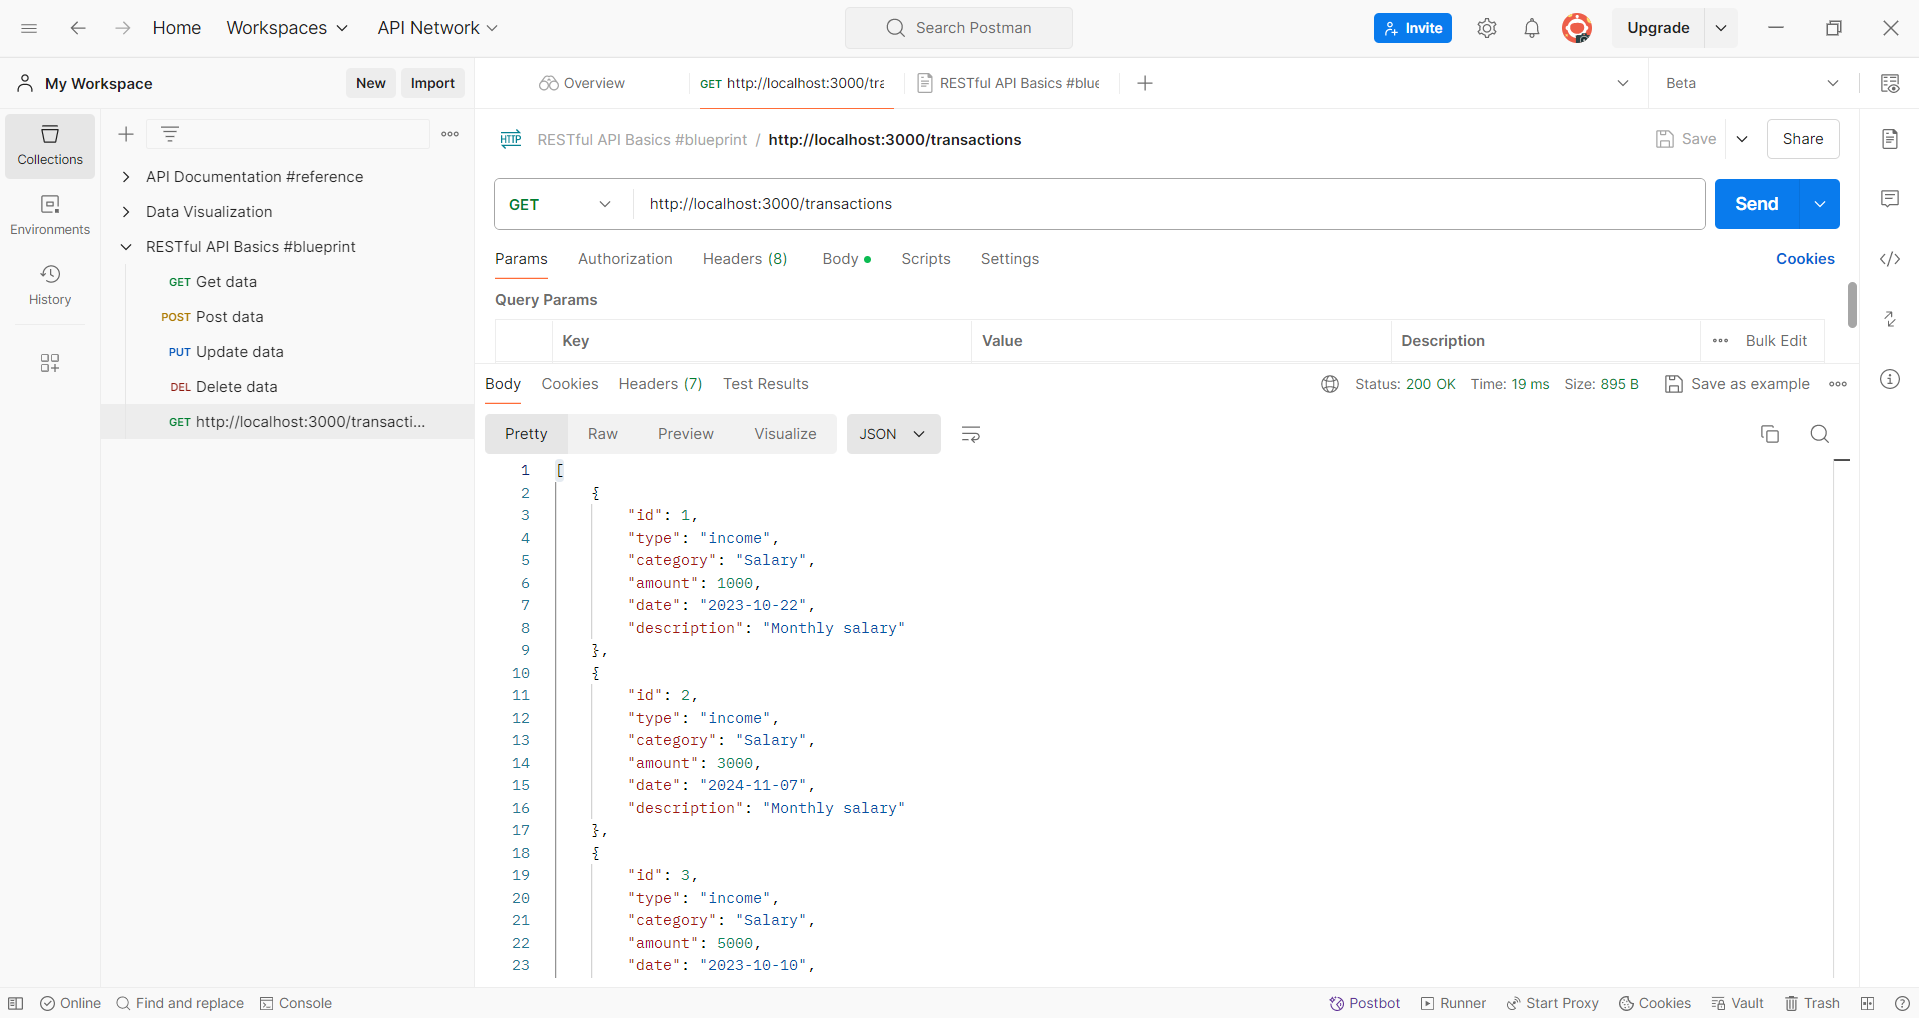 Home Workspaces API Network Search Postman Invite Upgrade
My Workspace New Import Overview GET http://localhost:3000/tra RESTful API Basics #blue Beta
Collections
Environments
History
API Documentation #reference
Data Visualization
RESTful API Basics #blueprint
GET Get data
POST Post data
PUT Update data
DEL Delete data
GET http://localhost:3000/transacti...
HTTP RESTful API Basics #blueprint / http://localhost:3000/transactions Save Share
GET http://localhost:3000/transactions Send
Params Authorization Headers (8) Body Scripts Settings Cookies
Query Params
Key Value Description Bulk Edit
Body Cookies Headers (7) Test Results Status: 200 OK Time: 19 ms Size: 895 B Save as example
Pretty Raw Preview Visualize JSON
1 [
2 {
3 "id": 1,
4 "type": "income",
5 "category": "Salary",
6 "amount": 1000,
7 "date": "2023-10-22",
8 "description": "Monthly salary"
9 },
10 {
11 "id": 2,
12 "type": "income",
13 "category": "Salary",
14 "amount": 3000,
15 "date": "2024-11-07",
16 "description": "Monthly salary"
17 },
18 {
19 "id": 3,
20 "type": "income",
21 "category": "Salary",
22 "amount": 5000,
23 "date": "2023-10-10",
Online Find and replace Console Postbot Runner Start Proxy Cookies Vault Trash